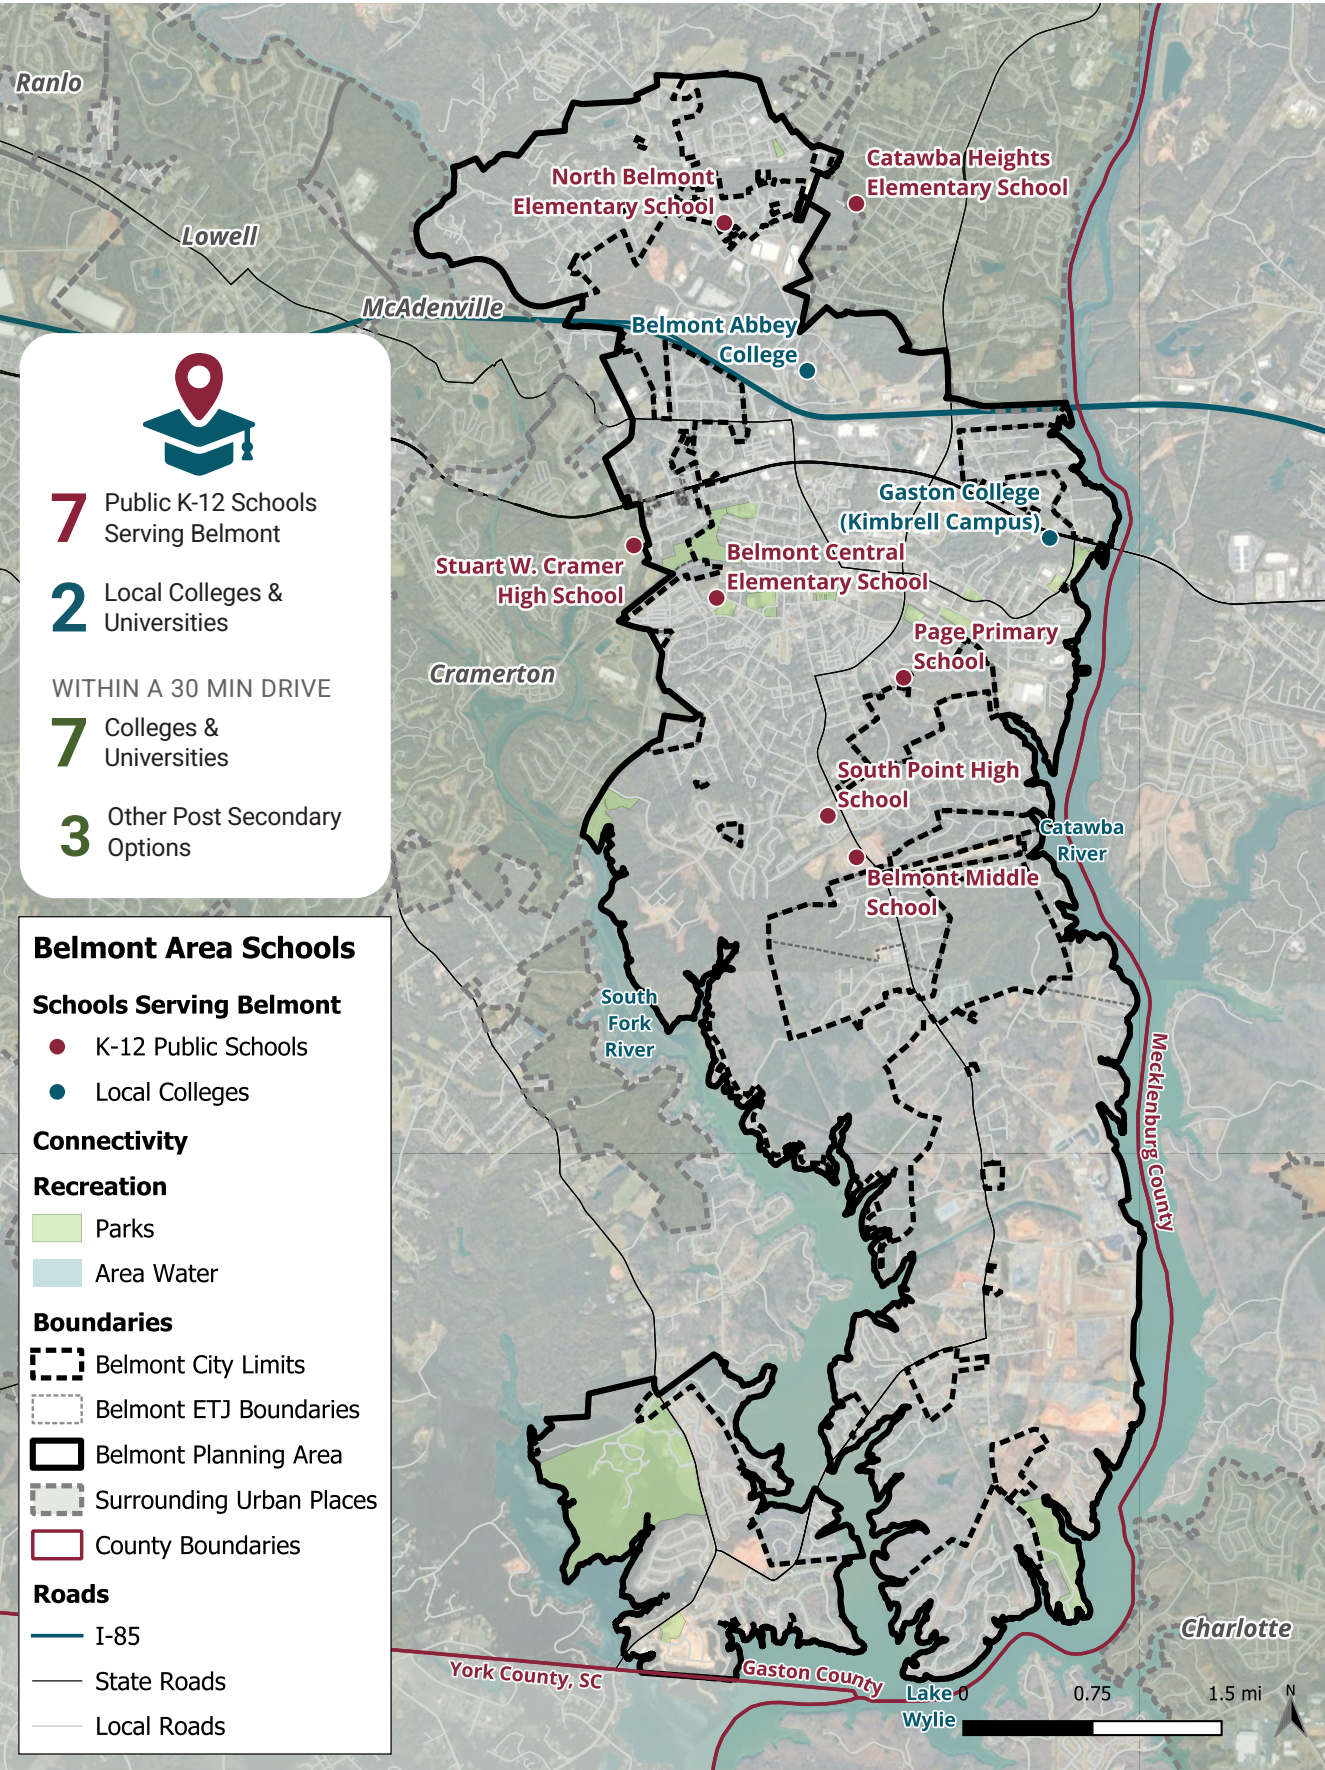 Ranlo
Lowell
McAdenville
North Belmont
Elementary School
Catawba Heights
Elementary School
Belmont Abbey
College
Gaston College
(Kimbrell Campus)
Stuart W. Cramer
High School
Belmont Central
Elementary School
Page Primary
School
Cramerton
South Point High
School
Catawba
River
Belmont Middle
School
South
Fork
River
Mecklenburg County
York County, SC
Gaston County
Lake
Wylie
Charlotte
0 0.75 1.5 mi
N
7
Public K-12 Schools
Serving Belmont
2
Local Colleges &
Universities
WITHIN A 30 MIN DRIVE
7
Colleges &
Universities
3
Other Post Secondary
Options
Belmont Area Schools
Schools Serving Belmont
K-12 Public Schools
Local Colleges
Connectivity
Recreation
Parks
Area Water
Boundaries
Belmont City Limits
Belmont ETJ Boundaries
Belmont Planning Area
Surrounding Urban Places
County Boundaries
Roads
I-85
State Roads
Local Roads